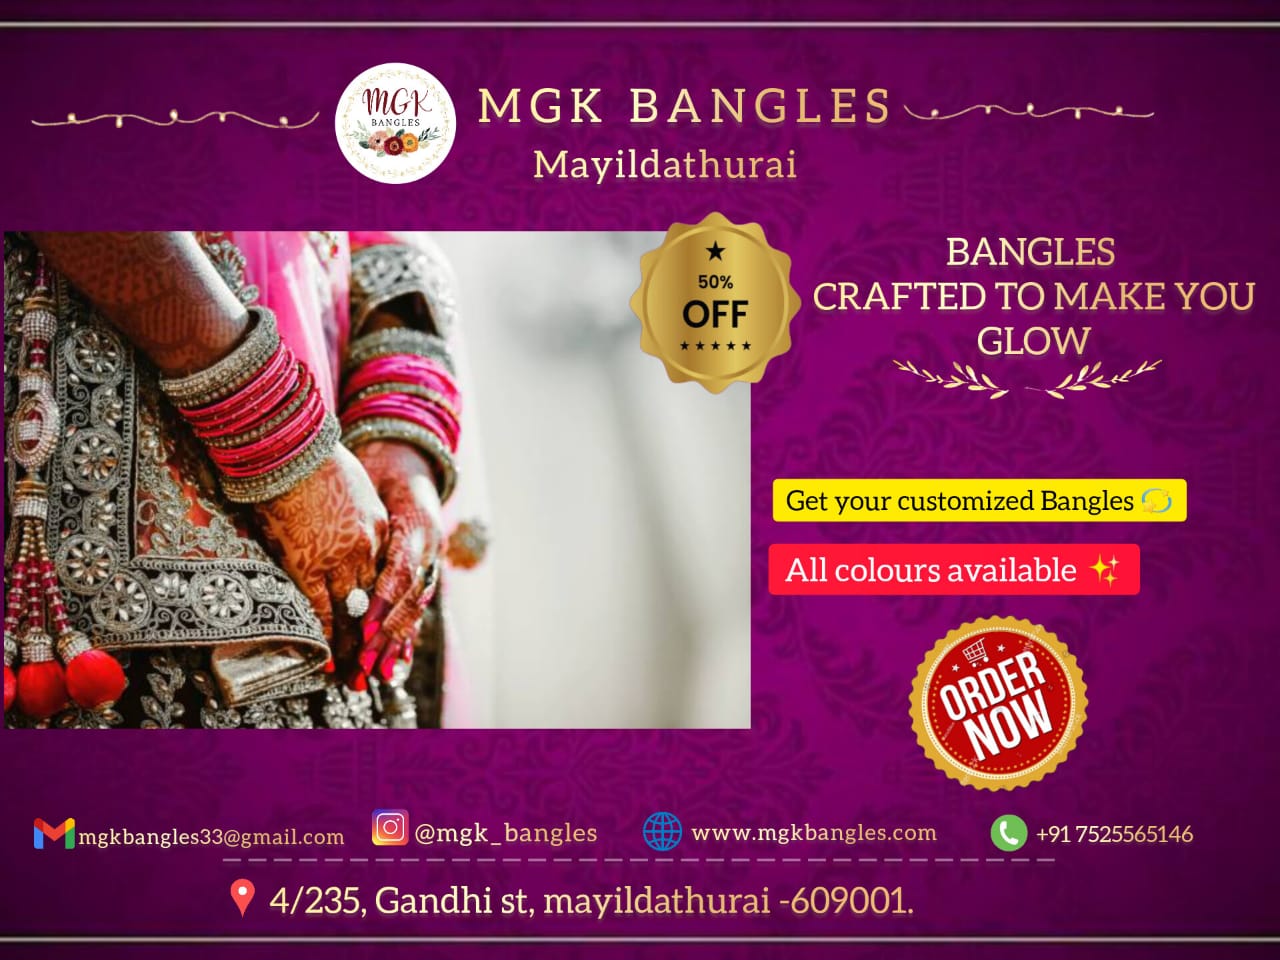 MGK
BANGLES
MGK BANGLES
Mayildathurai
50%
OFF
BANGLES
CRAFTED TO MAKE YOU
GLOW
Get your customized Bangles
All colours available
ORDER
NOW
mgkbangles33@gmail.com
@mgk_bangles
www.mgkbangles.com
+91 7525565146
4/235, Gandhi st, mayildathurai -609001.